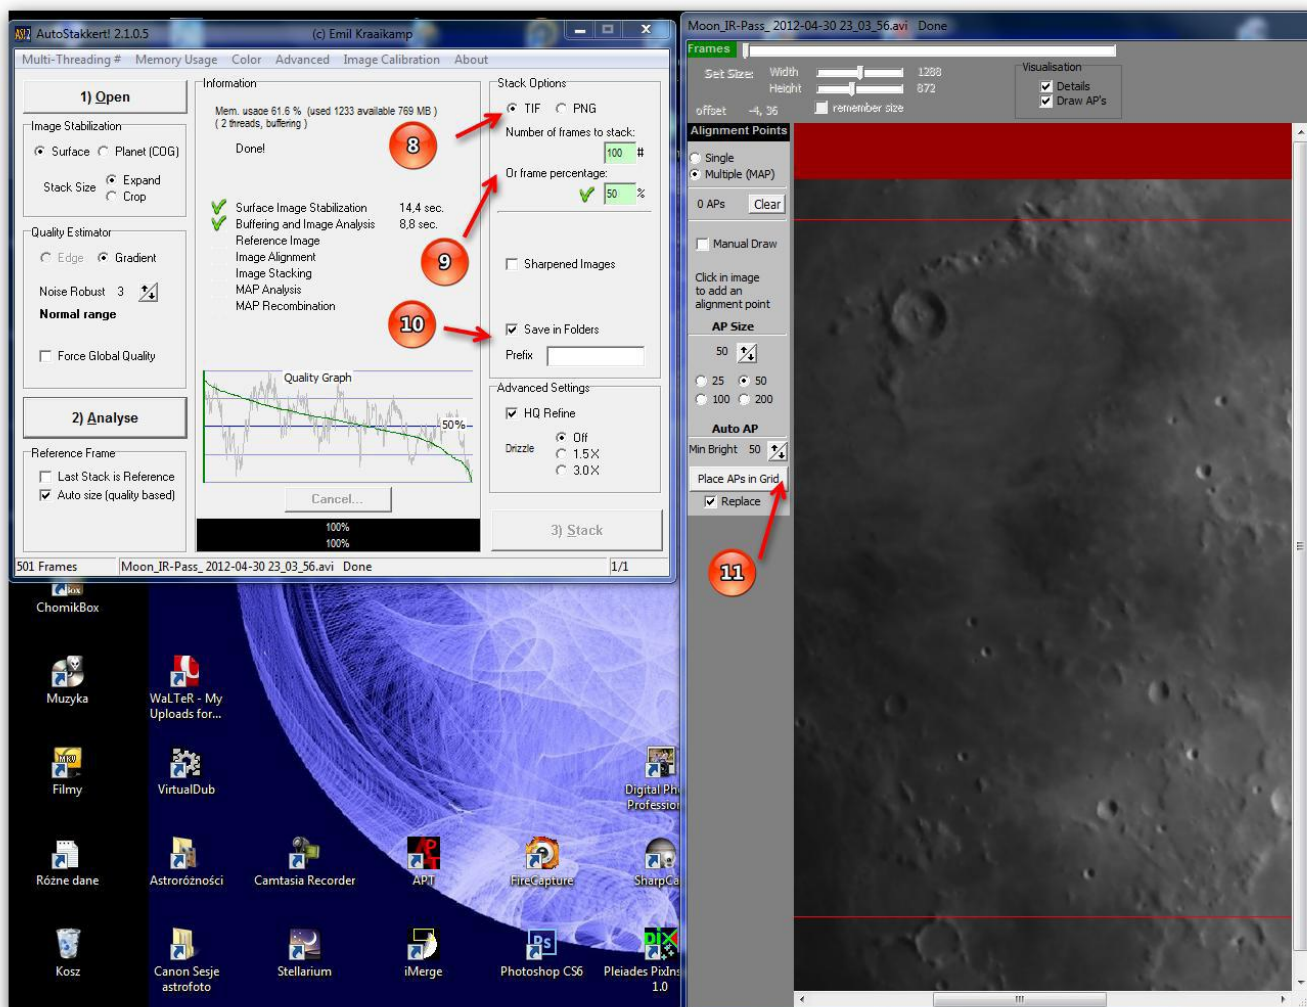 AutoStakkert! 2.1.0.5 (c) Emil Kraaikamp
Multi-Threading # Memory Usage Color Advanced Image Calibration About
1) Open
Image Stabilization
Surface Planet (COG)
Stack Size Expand
Crop
Quality Estimator
Edge Gradient
Noise Robust 3
Normal range
Force Global Quality
2) Analyse
Reference Frame
Last Stack is Reference
Auto size (quality based)
Information
Mem. usage 61.6 % (used 1233 available 769 MB )
( 2 threads, buffering )
Done!
Surface Image Stabilization 14,4 sec.
Buffering and Image Analysis 8,8 sec.
Reference Image
Image Alignment
Image Stacking
MAP Analysis
MAP Recombination
Quality Graph
50%
Cancel...
100%
100%
Stack Options
TIF PNG
Number of frames to stack:
100 #
Or frame percentage:
50 %
Sharpened Images
Save in Folders
Prefix
Advanced Settings
HQ Refine
Drizzle Off
1.5 X
3.0 X
3) Stack
8
9
10
11
501 Frames Moon_IR-Pass_ 2012-04-30 23_03_56.avi Done 1/1
Moon_IR-Pass_ 2012-04-30 23_03_56.avi Done
Frames
Set Size: Width 1288
Height 872
offset -4, 36 remember size
Visualisation
Details
Draw AP's
Alignment Points
Single
Multiple (MAP)
0 APs Clear
Manual Draw
Click in image
to add an
alignment point
AP Size
50
25 50
100 200
Auto AP
Min Bright 50
Place APs in Grid
Replace
ChomikBox
Muzyka
WaLTeR - My
Uploads for...
Filmy
VirtualDub
Digital Pho
Profession
Różne dane
Astroróżności
Camtasia Recorder
APT
FireCapture
SharpCa
Kosz
Canon Sesje
astrofoto
Stellarium
iMerge
Photoshop CS6
Pleiades PixIns
1.0